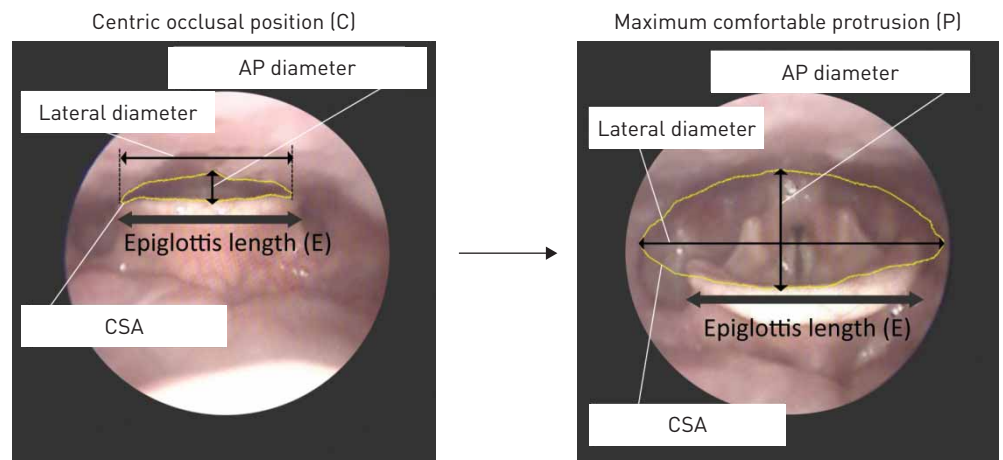 Centric occlusal position (C)
AP diameter
Lateral diameter
Epiglottis length (E)
CSA
Maximum comfortable protrusion (P)
AP diameter
Lateral diameter
Epiglottis length (E)
CSA